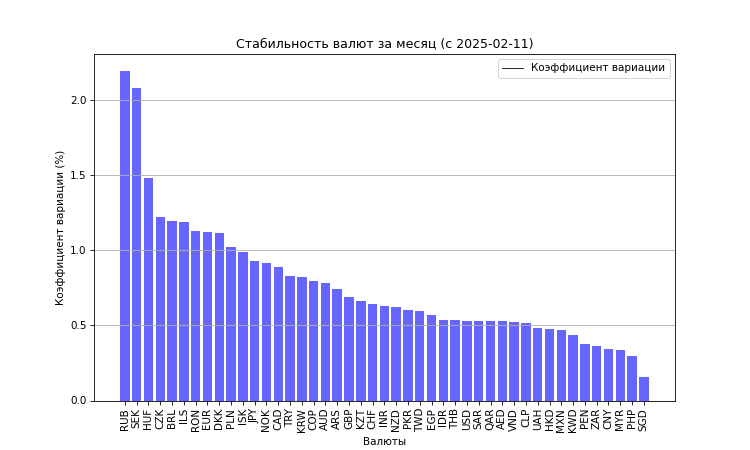 Стабильность валют за месяц (с 2025-02-11)
Коэффициент вариации
Коэффициент вариации (%)
2.0
1.5
1.0
0.5
0.0
RUB SEK HUF CZK BRL ILS RON EUR DKK PLN ISK JPY NOK CAD TRY KRW COP AUD ARS GBP KZT CHF INR NZD PKR TWD EGP IDR THB USD SAR QAR AED VND CLP UAH HKD MXN KWD PEN ZAR CNY MYR PHP SGD
Валюты